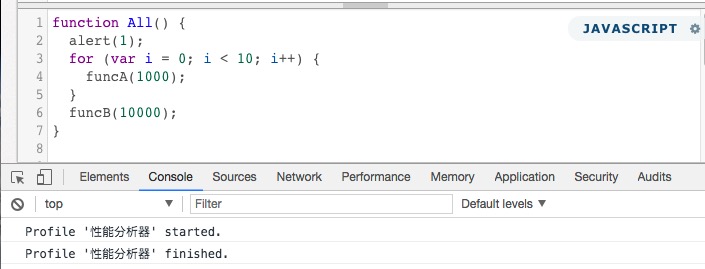 1 function All() {
JAVASCRIPT
2 alert(1);
3 for (var i = 0; i < 10; i++) {
4 funcA(1000);
5 }
6 funcB(10000);
7 }
8
Elements Console Sources Network Performance Memory Application Security Audits
top Filter Default levels
Profile '性能分析器' started.
Profile '性能分析器' finished.